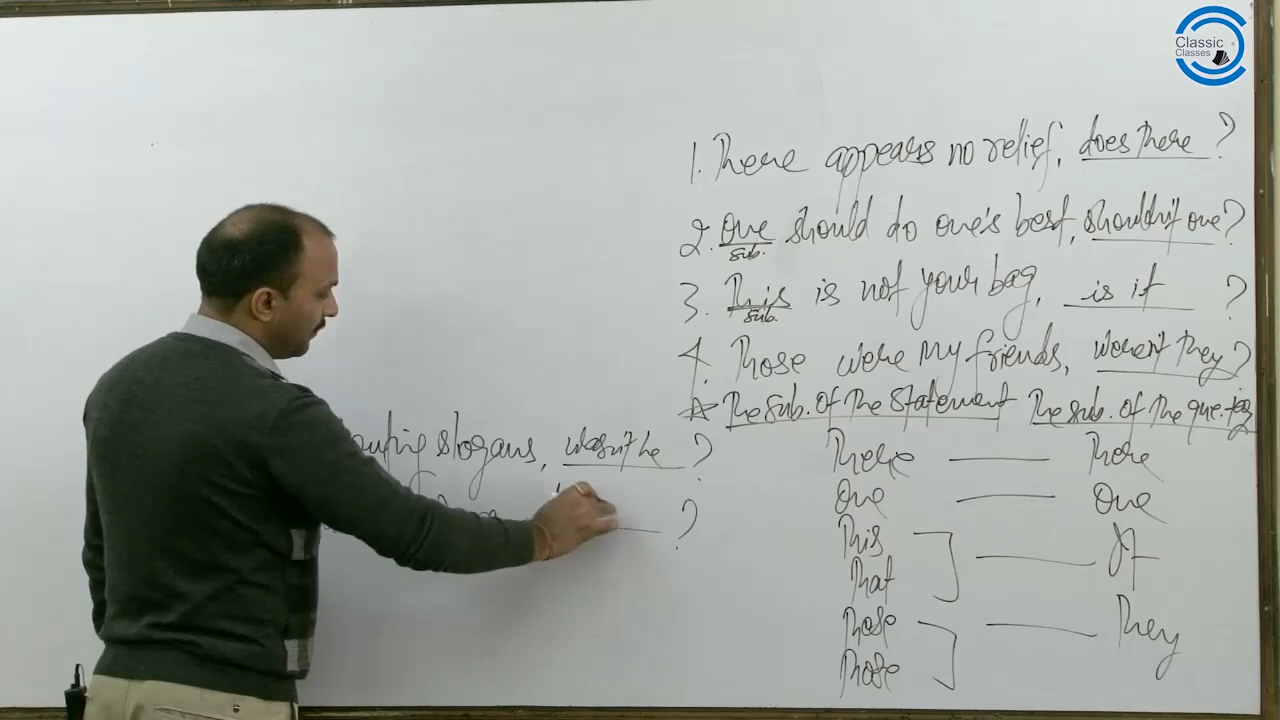 Classic
Classes
1. There appears no relief, does there?
2. One should do one's best, shouldn't one?
sub.
3. This is not your bag, is it ?
sub.
4. Those were my friends, weren't they?
☆ The sub. of the statement The sub. of the que. tag
There — There
One — One
This
That — It
Those — They
Those
slogans, wasn't he ?
?